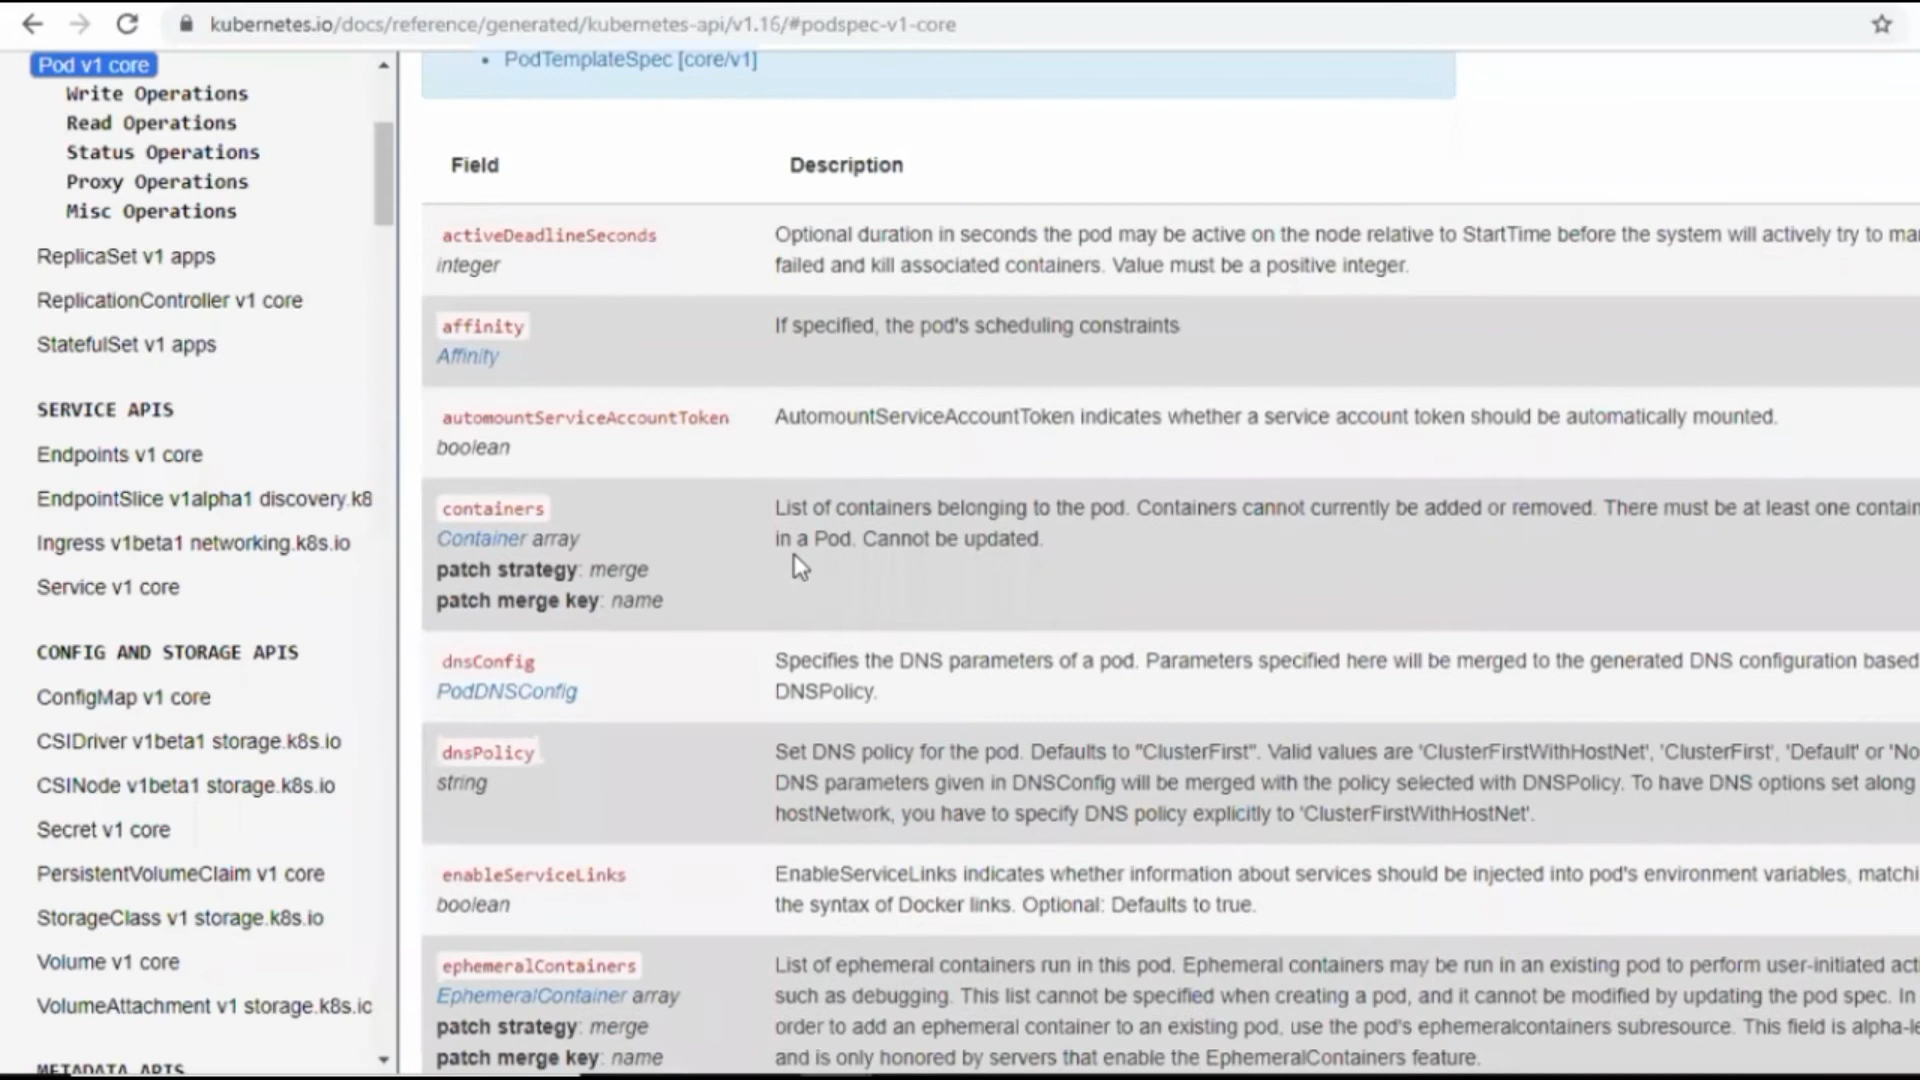 kubernetes.io/docs/reference/generated/kubernetes-api/v1.16/#podspec-v1-core
Pod v1 core
Write Operations
Read Operations
Status Operations
Proxy Operations
Misc Operations
ReplicaSet v1 apps
ReplicationController v1 core
StatefulSet v1 apps
SERVICE APIS
Endpoints v1 core
EndpointSlice v1alpha1 discovery.k8
Ingress v1beta1 networking.k8s.io
Service v1 core
CONFIG AND STORAGE APIS
ConfigMap v1 core
CSIDriver v1beta1 storage.k8s.io
CSINode v1beta1 storage.k8s.io
Secret v1 core
PersistentVolumeClaim v1 core
StorageClass v1 storage.k8s.io
Volume v1 core
VolumeAttachment v1 storage.k8s.io
METADATA APIS
• PodTemplateSpec [core/v1]
Field Description
activeDeadlineSeconds Optional duration in seconds the pod may be active on the node relative to StartTime before the system will actively try to
integer failed and kill associated containers. Value must be a positive integer.
affinity If specified, the pod's scheduling constraints
Affinity
automountServiceAccountToken AutomountServiceAccountToken indicates whether a service account token should be automatically mounted.
boolean
containers List of containers belonging to the pod. Containers cannot currently be added or removed. There must be at least one
Container array in a Pod. Cannot be updated.
patch strategy: merge
patch merge key: name
dnsConfig Specifies the DNS parameters of a pod. Parameters specified here will be merged to the generated DNS configuration based
PodDNSConfig DNSPolicy.
dnsPolicy Set DNS policy for the pod. Defaults to "ClusterFirst". Valid values are 'ClusterFirstWithHostNet', 'ClusterFirst', 'Default' or
string DNS parameters given in DNSConfig will be merged with the policy selected with DNSPolicy. To have DNS options set along
hostNetwork, you have to specify DNS policy explicitly to 'ClusterFirstWithHostNet'.
enableServiceLinks EnableServiceLinks indicates whether information about services should be injected into pod's environment variables,
boolean the syntax of Docker links. Optional: Defaults to true.
ephemeralContainers List of ephemeral containers run in this pod. Ephemeral containers may be run in an existing pod to perform user-initiated
EphemeralContainer array such as debugging. This list cannot be specified when creating a pod, and it cannot be modified by updating the pod spec. In
patch strategy: merge order to add an ephemeral container to an existing pod, use the pod's ephemeralcontainers subresource. This field is
patch merge key: name and is only honored by servers that enable the EphemeralContainers feature.